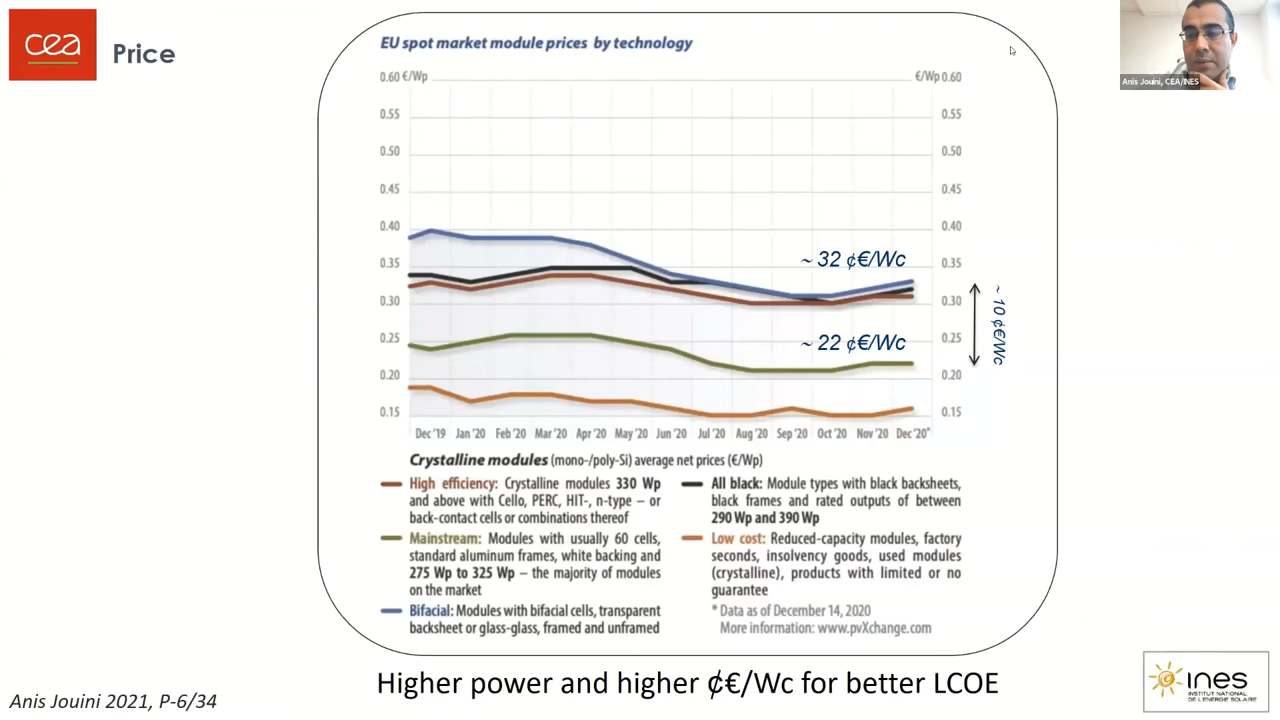 cea
Price
EU spot market module prices by technology
0.60 €/Wp
€/Wp 0.60
0.55
0.55
0.50
0.50
0.45
0.45
0.40
0.40
0.35
0.35
0.30
0.30
0.25
0.25
0.20
0.20
0.15
0.15
~ 32 ¢€/Wc
~ 22 ¢€/Wc
~ 10 ¢€/Wc
Dec '19 Jan '20 Feb '20 Mar '20 Apr '20 May '20 Jun '20 Jul '20 Aug '20 Sep '20 Oct '20 Nov '20 Dec '20*
Crystalline modules (mono-/poly-Si) average net prices (€/Wp)
High efficiency: Crystalline modules 330 Wp
and above with Cello, PERC, HIT-, n-type – or
back-contact cells or combinations thereof
Mainstream: Modules with usually 60 cells,
standard aluminum frames, white backing and
275 Wp to 325 Wp – the majority of modules
on the market
Bifacial: Modules with bifacial cells, transparent
backsheet or glass-glass, framed and unframed
All black: Module types with black backsheets,
black frames and rated outputs of between
290 Wp and 390 Wp
Low cost: Reduced-capacity modules, factory
seconds, insolvency goods, used modules
(crystalline), products with limited or no
guarantee
* Data as of December 14, 2020
More information: www.pvXchange.com
Higher power and higher ¢€/Wc for better LCOE
Anis Jouini 2021, P-6/34
Anis Jouini, CEA/INES
ines
INSTITUT NATIONAL
DE L'ÉNERGIE SOLAIRE